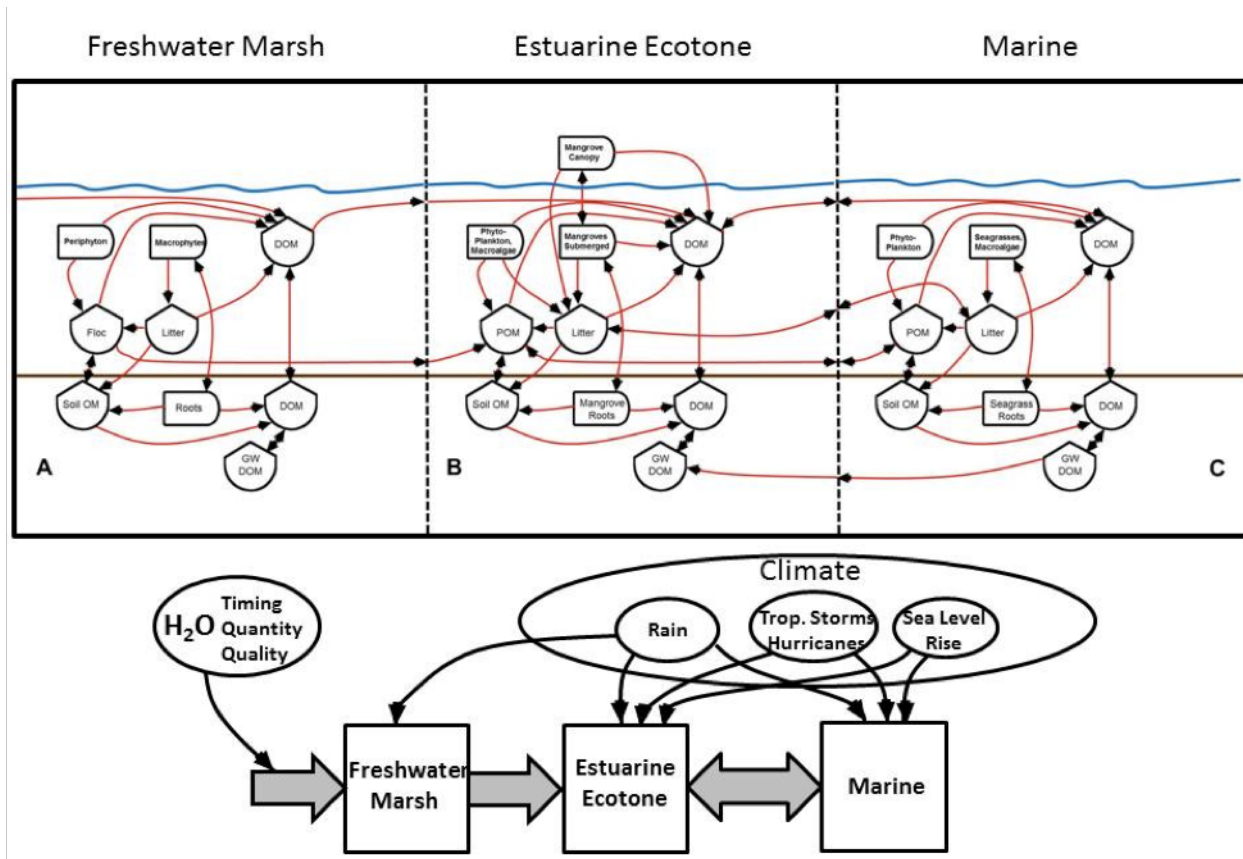 Freshwater Marsh
Estuarine Ecotone
Marine
Periphyton
Macrophytes
DOM
Floc
Litter
Soil OM
Roots
DOM
GW
DOM
A
Mangrove
Canopy
Phyto-
Plankton,
Macroalgae
Mangroves
Submerged
DOM
POM
Litter
Soil OM
Mangrove
Roots
DOM
GW
DOM
B
Phyto-
Plankton
Seagrasses,
Macroalgae
DOM
POM
Litter
Soil OM
Seagrass
Roots
DOM
GW
DOM
C
Climate
H₂O
Timing
Quantity
Quality
Rain
Trop. Storms
Hurricanes
Sea Level
Rise
Freshwater
Marsh
Estuarine
Ecotone
Marine